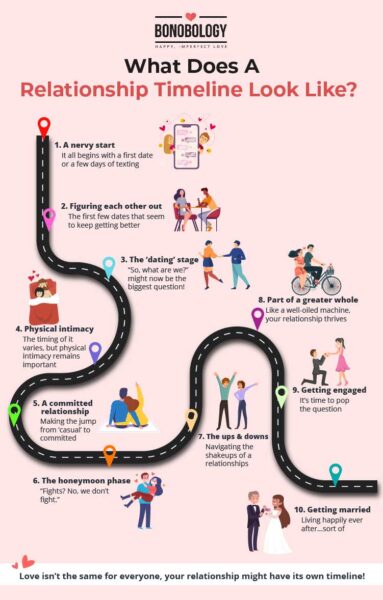 BONOBOLOGY
HAPPY, -MPERFECT LOVE
What Does A
Relationship Timeline Look Like?
1. A nervy start
It all begins with a first date
or a few days of texting
2. Figuring each other out
The first few dates that seem
to keep getting better
3. The 'dating' stage
"So, what are we?"
might now be the
biggest question!
4. Physical intimacy
The timing of it
varies, but physical
intimacy remains
important
5. A committed
relationship
Making the jump
from 'casual' to
committed
6. The honeymoon phase
"Fights? No, we don't
fight."
7. The ups & downs
Navigating the
shakeups of a
relationships
8. Part of a greater whole
Like a well-oiled machine,
your relationship thrives
9. Getting engaged
It's time to pop
the question
10. Getting married
Living happily ever
after...sort of
Love isn't the same for everyone, your relationship might have its own timeline!